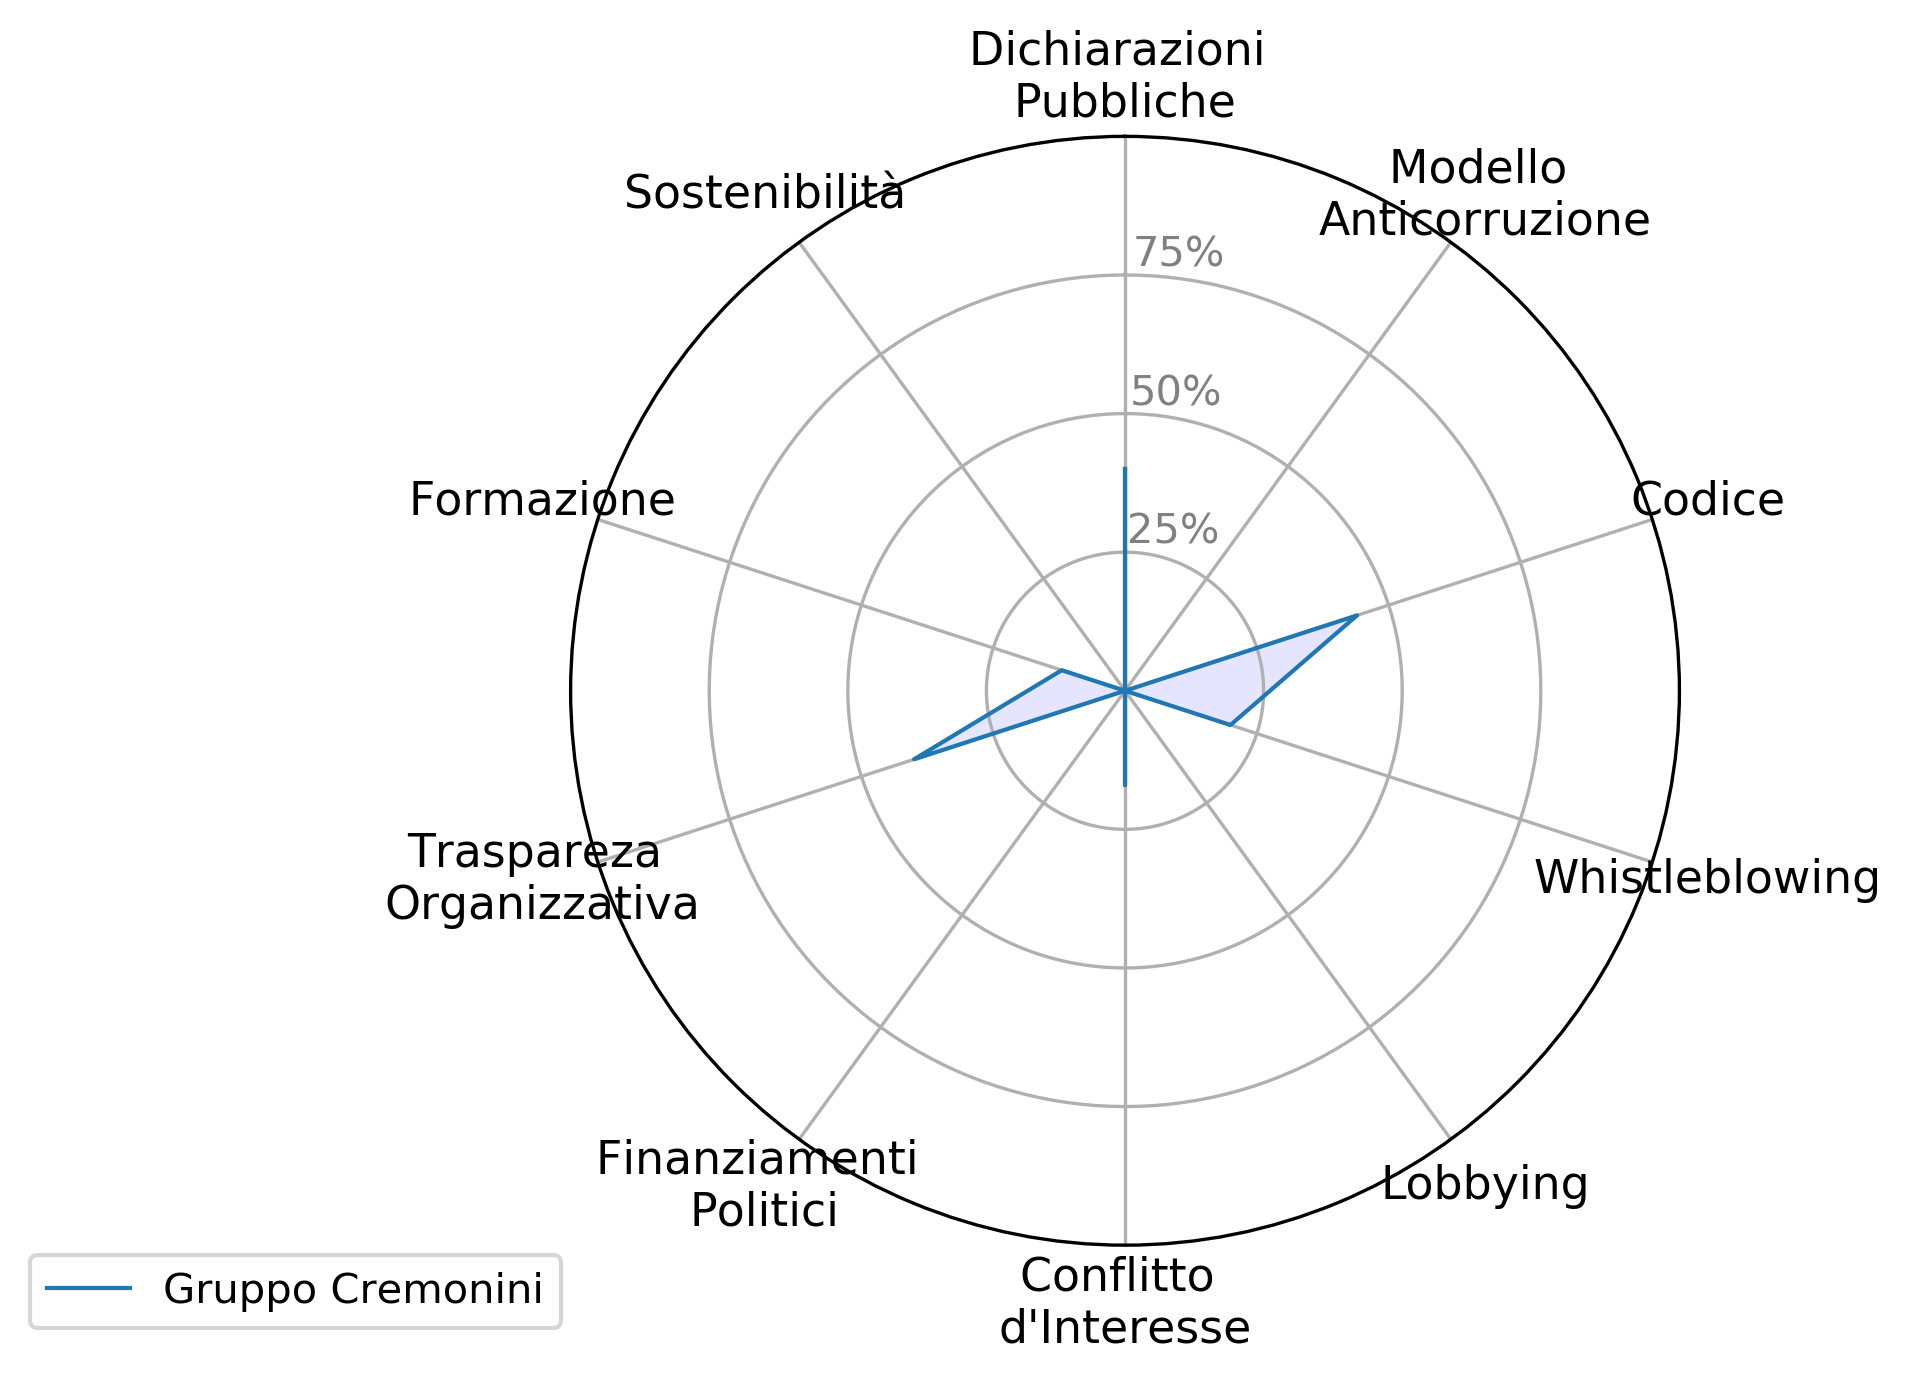 Dichiarazioni
Pubbliche
Modello
Anticorruzione
Sostenibilità
75%
50%
Formazione
Codice
25%
Traspareza
Organizzativa
Whistleblowing
Finanziamenti
Politici
Lobbying
Conflitto
d'Interesse
Gruppo Cremonini